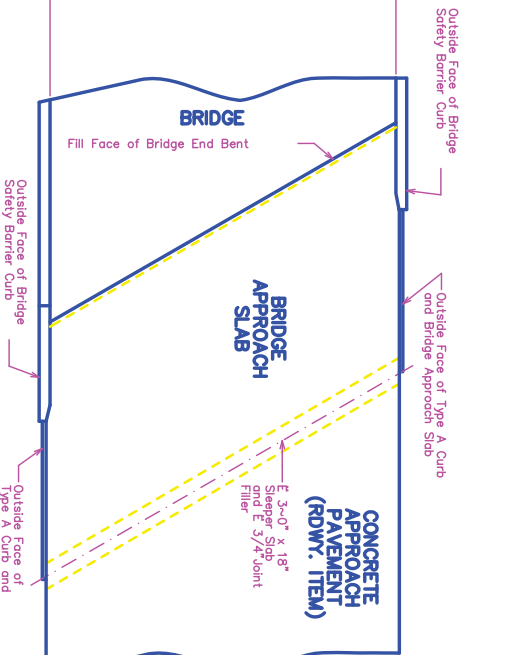 Outside Face of Bridge
Safety Barrier Curb
BRIDGE
Fill Face of Bridge End Bent
Outside Face of Bridge
Safety Barrier Curb
BRIDGE
APPROACH
SLAB
Outside Face of Type A Curb
and Bridge Approach Slab
E 3~0" x 18"
Sleeper Slab
and E 3/4"Joint
Filler
CONCRETE
APPROACH
PAVEMENT
(RDWY. ITEM)
Outside Face of
Type A Curb and